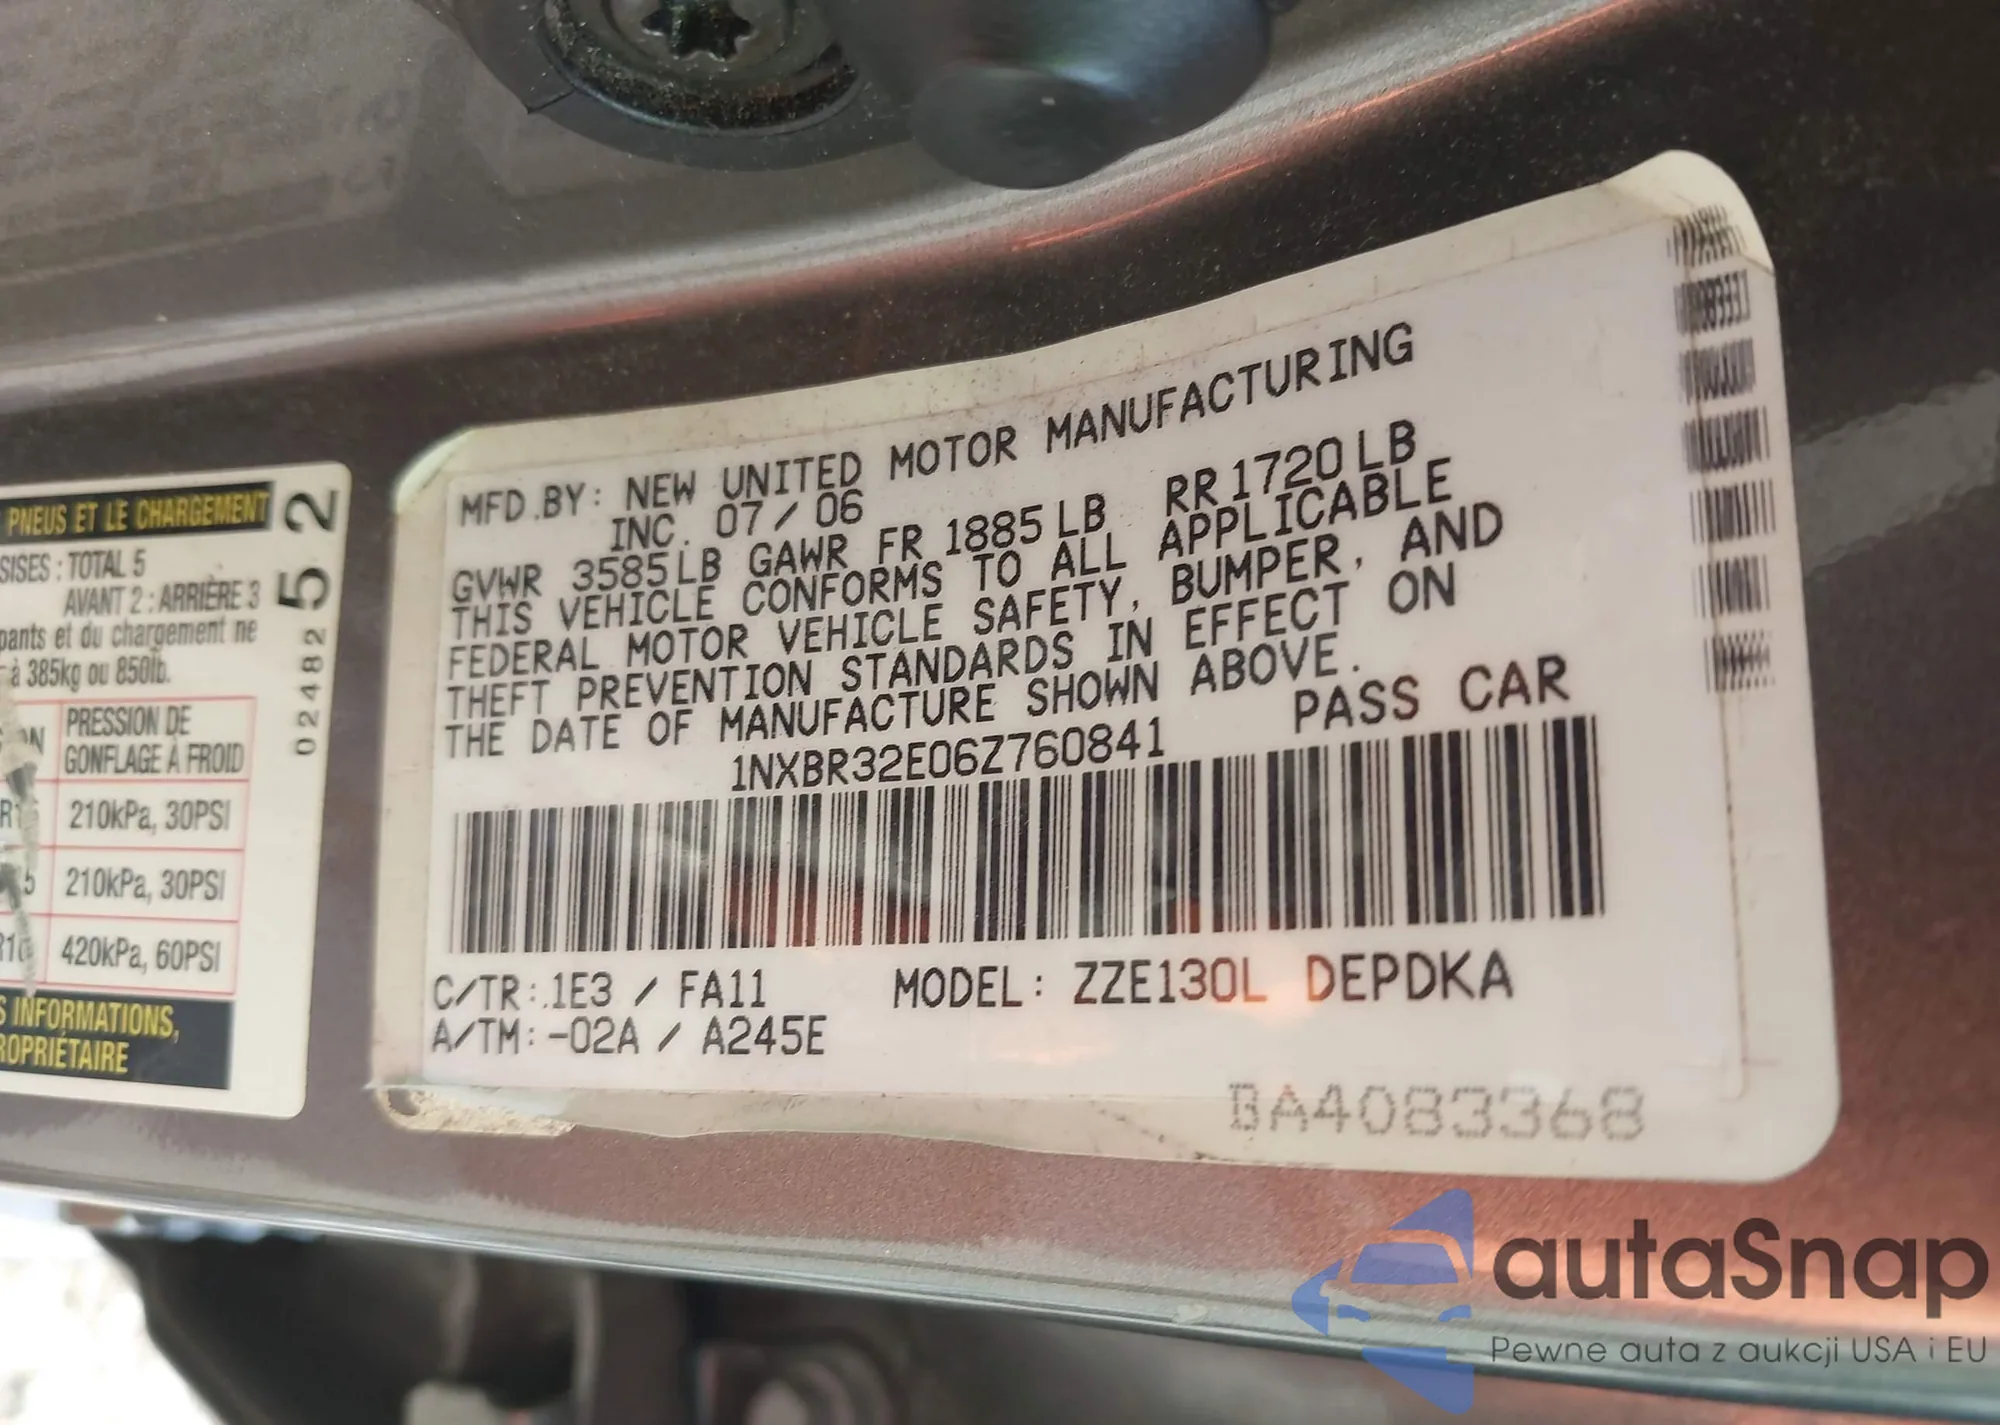 PNEUS ET LE CHARGEMENT
SISES : TOTAL 5
AVANT 2 : ARRIÈRE 3
pants et du chargement ne
à 385kg ou 850lb.
PRESSION DE
GONFLAGE À FROID
210kPa, 30PSI
210kPa, 30PSI
420kPa, 60PSI
S INFORMATIONS,
ROPRIÉTAIRE
02482 52
MFD.BY: NEW UNITED MOTOR MANUFACTURING
INC. 07/06
GVWR 3585LB GAWR FR 1885LB RR1720LB
THIS VEHICLE CONFORMS TO ALL APPLICABLE
FEDERAL MOTOR VEHICLE SAFETY, BUMPER, AND
THEFT PREVENTION STANDARDS IN EFFECT ON
THE DATE OF MANUFACTURE SHOWN ABOVE.
1NXBR32E06Z760841 PASS CAR
C/TR:.1E3 / FA11 MODEL: ZZE130L DEPDKA
A/TM:-02A / A245E
BA4083368
autaSnap
Pewne auta z aukcji USA i EU